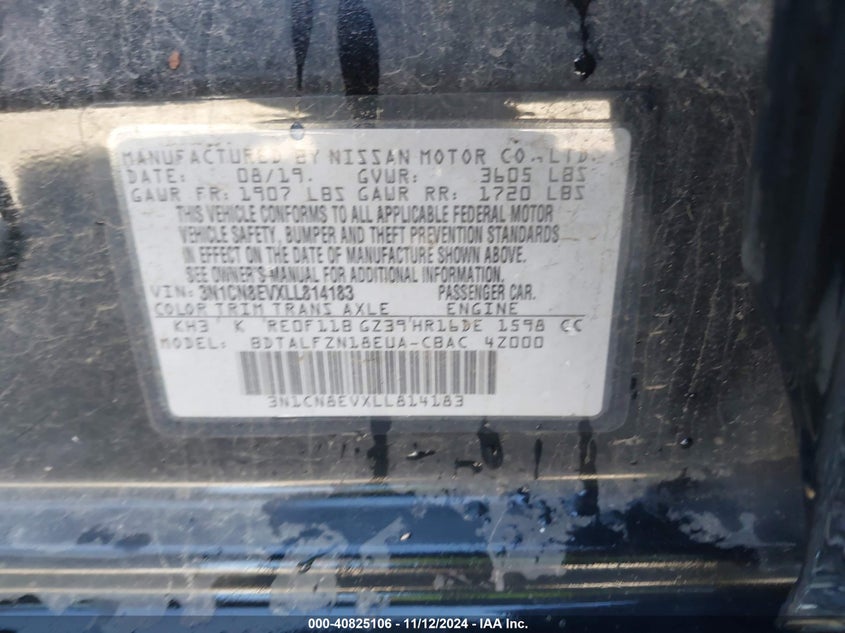 MANUFACTURED BY NISSAN MOTOR CO., LTD.
DATE: 08/19. GVWR: 3605 LBS
GAWR FR: 1907 LBS GAWR RR: 1720 LBS
THIS VEHICLE CONFORMS TO ALL APPLICABLE FEDERAL MOTOR
VEHICLE SAFETY, BUMPER AND THEFT PREVENTION STANDARDS
IN EFFECT ON THE DATE OF MANUFACTURE SHOWN ABOVE.
SEE OWNER'S MANUAL FOR ADDITIONAL INFORMATION.
VIN: 3N1CN8EVXLL814183 PASSENGER CAR.
COLOR TRIM TRANS AXLE ENGINE
KH3 K RE0F11B GZ39 HR16DE 1598 CC
MODEL: BDTALFZN18EUA-CBAC 4Z000
3N1CN8EVXLL814183
000-40825106 - 11/12/2024 - IAA Inc.